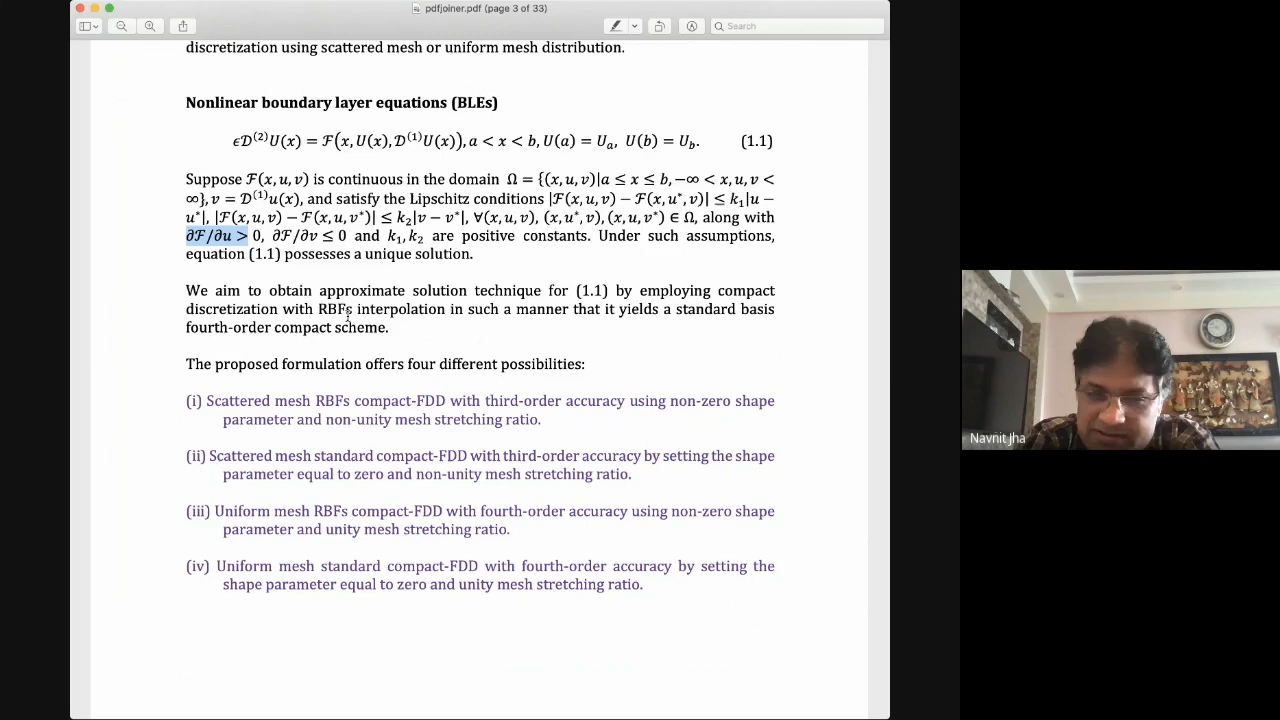 pdfjoiner.pdf (page 3 of 33)
Search
discretization using scattered mesh or uniform mesh distribution.
Nonlinear boundary layer equations (BLEs)
ϵ𝒟⁽²⁾U(x) = ℱ(x, U(x), 𝒟⁽¹⁾U(x)), a < x < b, U(a) = Uₐ, U(b) = U_b. (1.1)
Suppose ℱ(x, u, v) is continuous in the domain Ω = {(x, u, v)|a ≤ x ≤ b, −∞ < x, u, v <
∞}, v = 𝒟⁽¹⁾u(x), and satisfy the Lipschitz conditions |ℱ(x, u, v) − ℱ(x, u*, v)| ≤ k₁|u −
u*|, |ℱ(x, u, v) − ℱ(x, u, v*)| ≤ k₂|v − v*|, ∀(x, u, v), (x, u*, v), (x, u, v*) ∈ Ω, along with
∂ℱ/∂u > 0, ∂ℱ/∂v ≤ 0 and k₁, k₂ are positive constants. Under such assumptions,
equation (1.1) possesses a unique solution.
We aim to obtain approximate solution technique for (1.1) by employing compact
discretization with RBFs interpolation in such a manner that it yields a standard basis
fourth-order compact scheme.
The proposed formulation offers four different possibilities:
(i) Scattered mesh RBFs compact-FDD with third-order accuracy using non-zero shape
parameter and non-unity mesh stretching ratio.
(ii) Scattered mesh standard compact-FDD with third-order accuracy by setting the shape
parameter equal to zero and non-unity mesh stretching ratio.
(iii) Uniform mesh RBFs compact-FDD with fourth-order accuracy using non-zero shape
parameter and unity mesh stretching ratio.
(iv) Uniform mesh standard compact-FDD with fourth-order accuracy by setting the
shape parameter equal to zero and unity mesh stretching ratio.
Navnit Jha